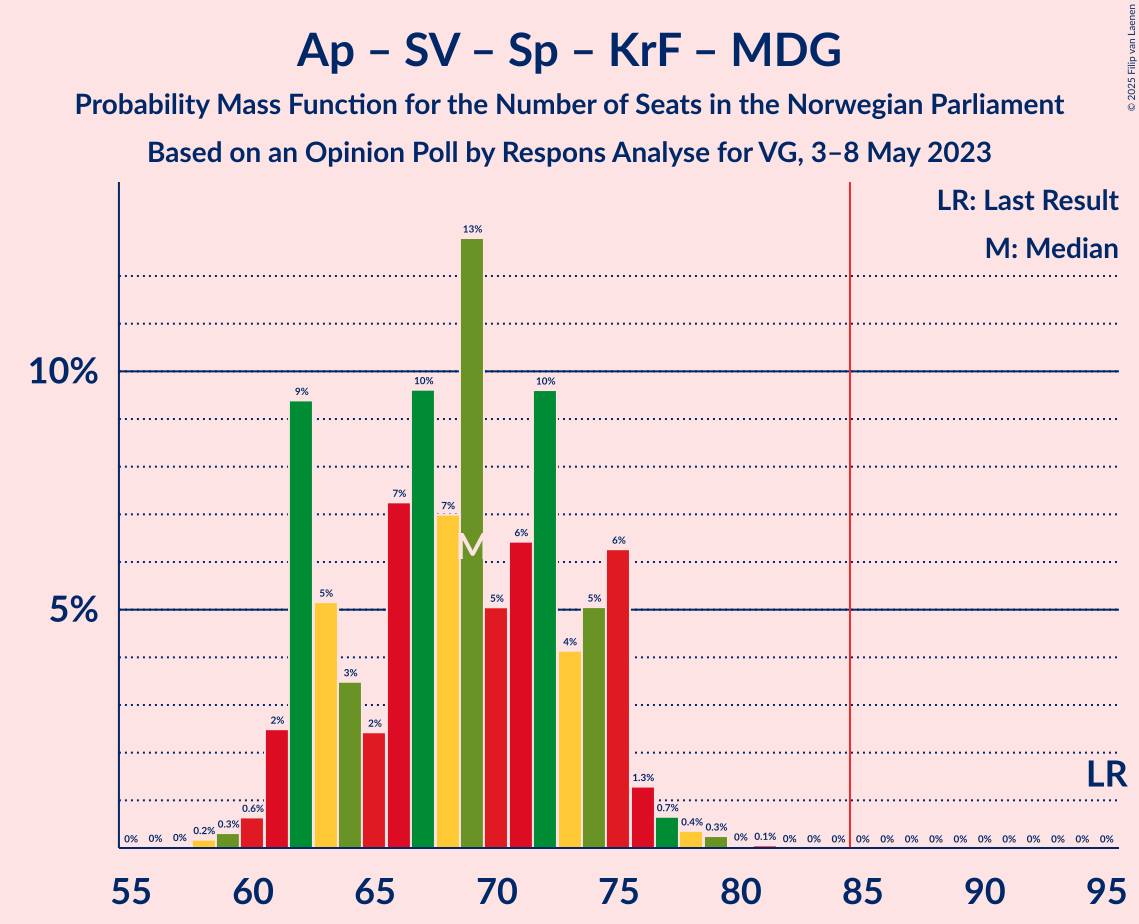 Ap – SV – Sp – KrF – MDG
Probability Mass Function for the Number of Seats in the Norwegian Parliament
Based on an Opinion Poll by Respons Analyse for VG, 3–8 May 2023
© 2025 Filip van Laenen
LR: Last Result
M: Median
10%
5%
0% 0% 0% 0.2% 0.3% 0.6% 2% 9% 5% 3% 2% 7% 10% 7% 13% 5% 6% 10% 4% 5% 6% 1.3% 0.7% 0.4% 0.3% 0% 0.1% 0% 0% 0% 0% 0% 0% 0% 0% 0% 0% 0% 0% 0% 0%
M
LR
55 60 65 70 75 80 85 90 95